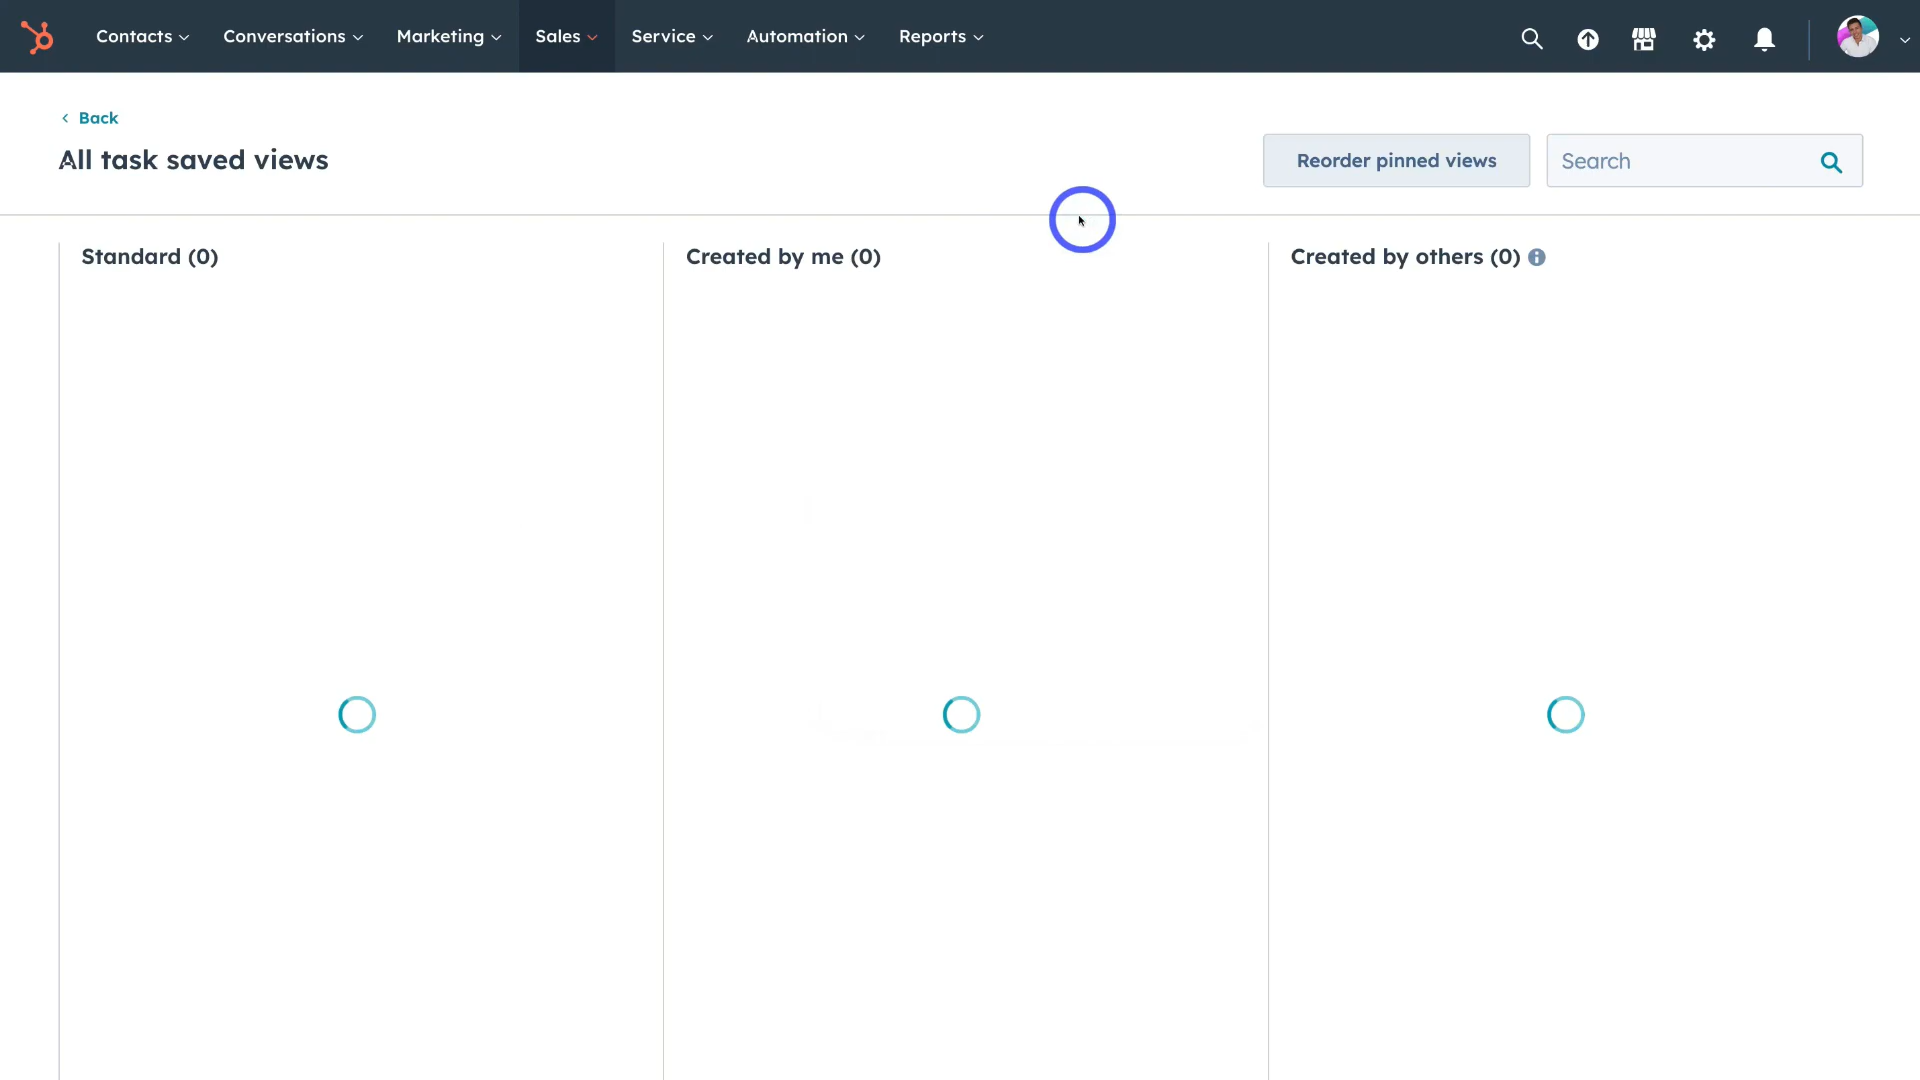 Contacts Conversations Marketing Sales Service Automation Reports
Back
All task saved views
Reorder pinned views
Search
Standard (0)
Created by me (0)
Created by others (0)